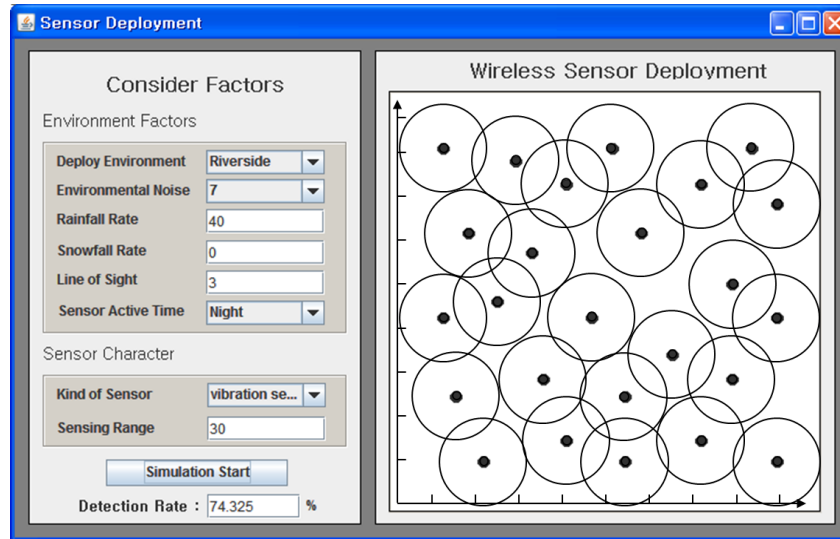 Sensor Deployment
Consider Factors
Environment Factors
Deploy Environment Riverside
Environmental Noise 7
Rainfall Rate 40
Snowfall Rate 0
Line of Sight 3
Sensor Active Time Night
Sensor Character
Kind of Sensor vibration se...
Sensing Range 30
Simulation Start
Detection Rate : 74.325 %
Wireless Sensor Deployment